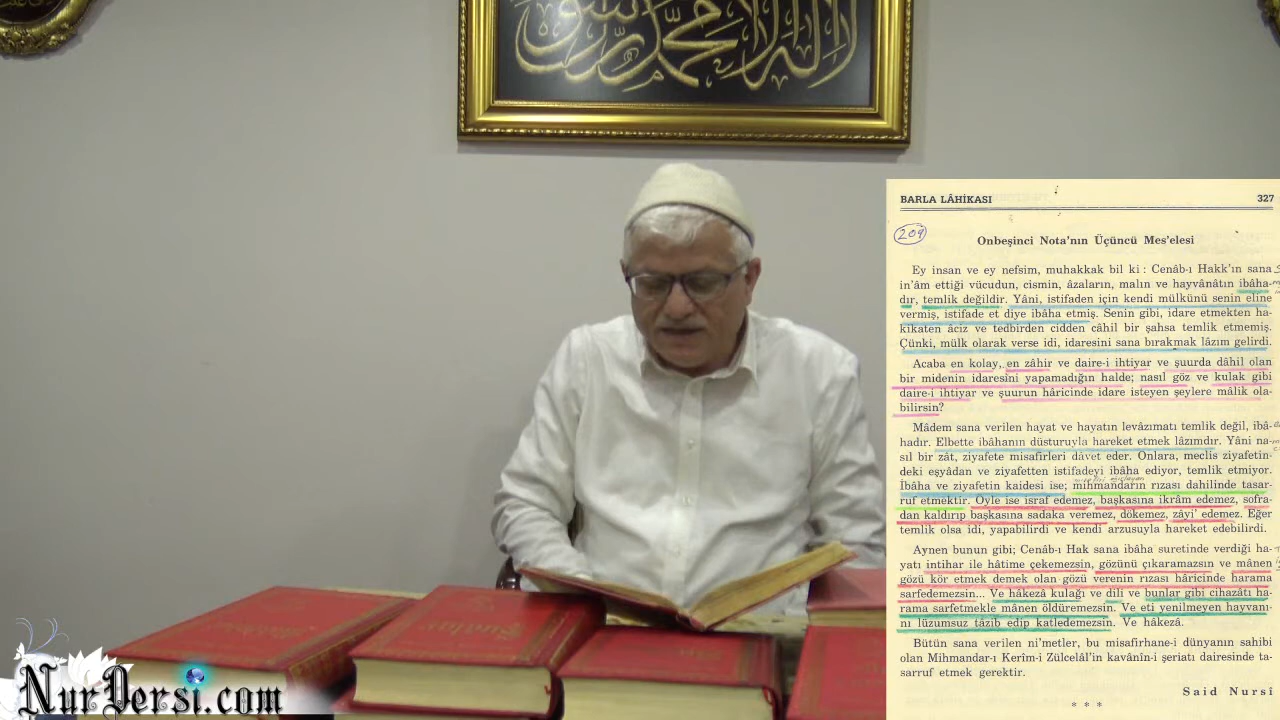 لا إله إلا الله محمد رسول الله
BARLA LÂHİKASI 327
209
Onbeşinci Nota'nın Üçüncü Mes'elesi
Ey insan ve ey nefsim, muhakkak bil ki : Cenâb-ı Hakk'ın sana
in'âm ettiği vücudun, cismin, âzaların, malın ve hayvânâtın ibâha-
dır, temlik değildir. Yâni, istifaden için kendi mülkünü senin eline
vermiş, istifade et diye ibâha etmiş. Senin gibi, idare etmekten ha-
kikaten âciz ve tedbirden cidden câhil bir şahsa temlik etmemiş.
Çünki, mülk olarak verse idi, idaresini sana bırakmak lâzım gelirdi.
Acaba en kolay, en zâhir ve daire-i ihtiyar ve şuurda dâhil olan
bir midenin idaresini yapamadığın halde; nasıl göz ve kulak gibi
daire-i ihtiyar ve şuurun hâricinde idare isteyen şeylere mâlik ola-
bilirsin?
Mâdem sana verilen hayat ve hayatın levâzımatı temlik değil, ibâ-
hadır. Elbette ibâhanın düsturuyla hareket etmek lâzımdır. Yâni na-
sıl bir zât, ziyafete misafirleri dâvet eder. Onlara, meclis ziyafetin-
deki eşyâdan ve ziyafetten istifadeyi ibâha ediyor, temlik etmiyor.
İbâha ve ziyafetin kaidesi ise; mihmandarın rızası dahilinde tasar-
ruf etmektir. Öyle ise israf edemez, başkasına ikrâm edemez, sofra-
dan kaldırıp başkasına sadaka veremez, dökemez, zâyi' edemez. Eğer
temlik olsa idi, yapabilirdi ve kendi arzusuyla hareket edebilirdi.
Aynen bunun gibi; Cenâb-ı Hak sana ibâha suretinde verdiği ha-
yatı intihar ile hâtime çekemezsin, gözünü çıkaramazsın ve mânen
gözü kör etmek demek olan gözü verenin rızası hâricinde harama
sarfedemezsin... Ve hâkezâ kulağı ve dili ve bunlar gibi cihazâtı ha-
rama sarfetmekle mânen öldüremezsin. Ve eti yenilmeyen hayvanı-
nı lüzumsuz tâzib edip katledemezsin. Ve hâkezâ.
Bütün sana verilen ni'metler, bu misafirhane-i dünyanın sahibi
olan Mihmandar-ı Kerîm-i Zülcelâl'in kavânîn-i şeriatı dairesinde ta-
sarruf etmek gerektir.
Said Nursî
* * *
NurDersi.com